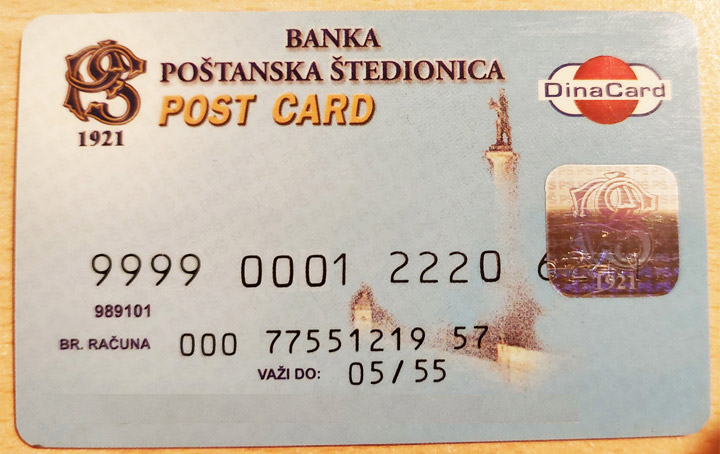 BANKA
POŠTANSKA ŠTEDIONICA
POST CARD
1921
DinaCard
1921
9999 0001 2220
989101
BR. RAČUNA 000 77551219 57
VAŽI DO: 05/55